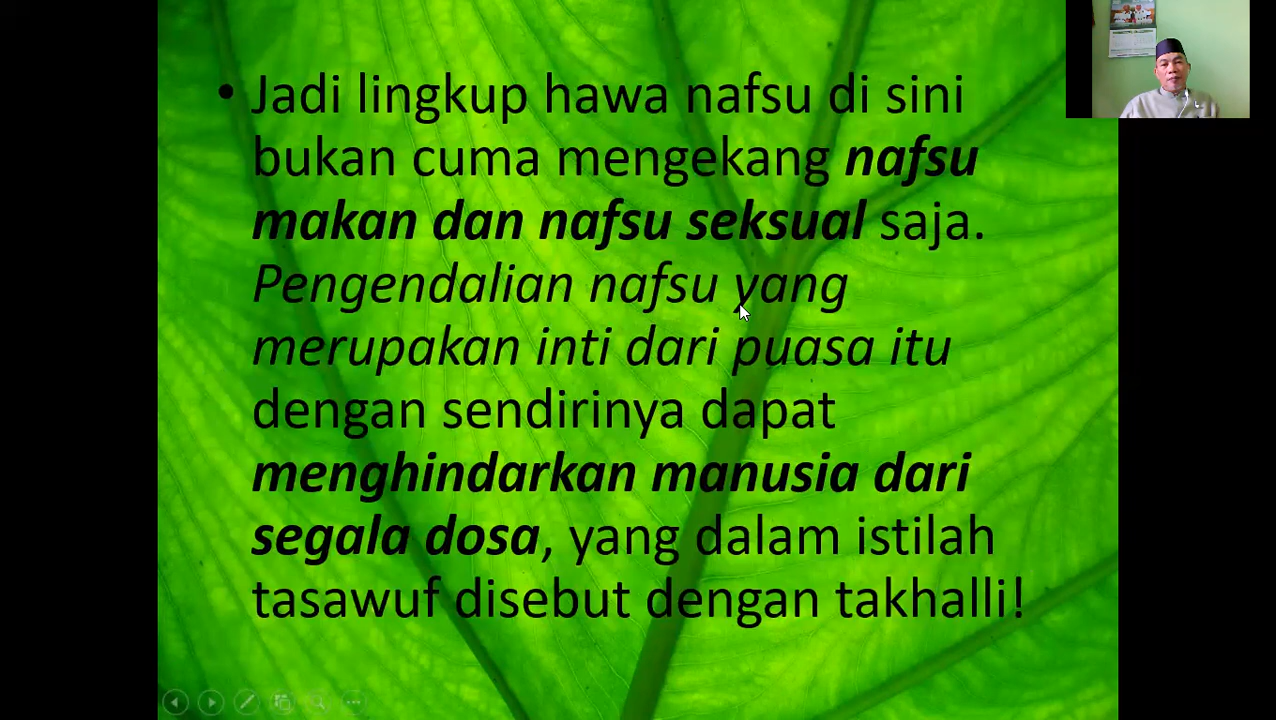 • Jadi lingkup hawa nafsu di sini
bukan cuma mengekang nafsu
makan dan nafsu seksual saja.
Pengendalian nafsu yang
merupakan inti dari puasa itu
dengan sendirinya dapat
menghindarkan manusia dari
segala dosa, yang dalam istilah
tasawuf disebut dengan takhalli!